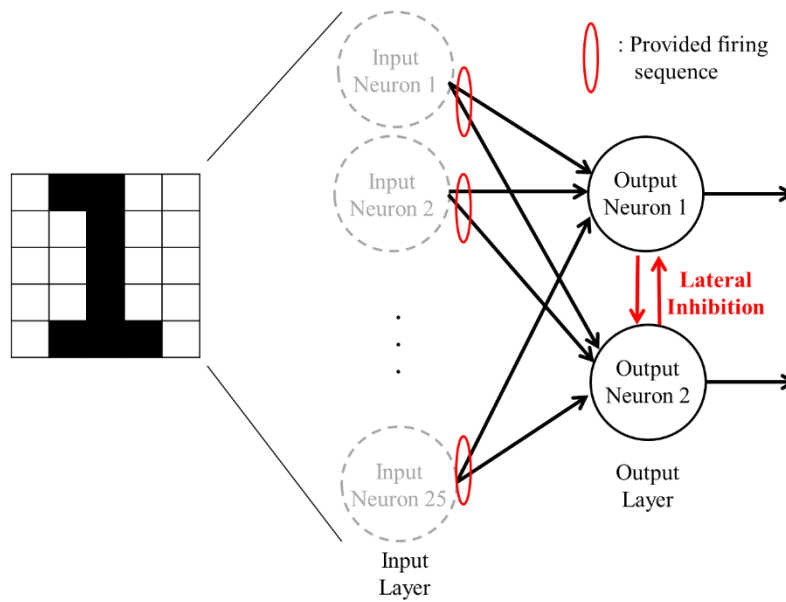 Input
Neuron 1
: Provided firing
sequence
Input
Neuron 2
Output
Neuron 1
Lateral
Inhibition
Output
Neuron 2
Input
Neuron 25
Output
Layer
Input
Layer